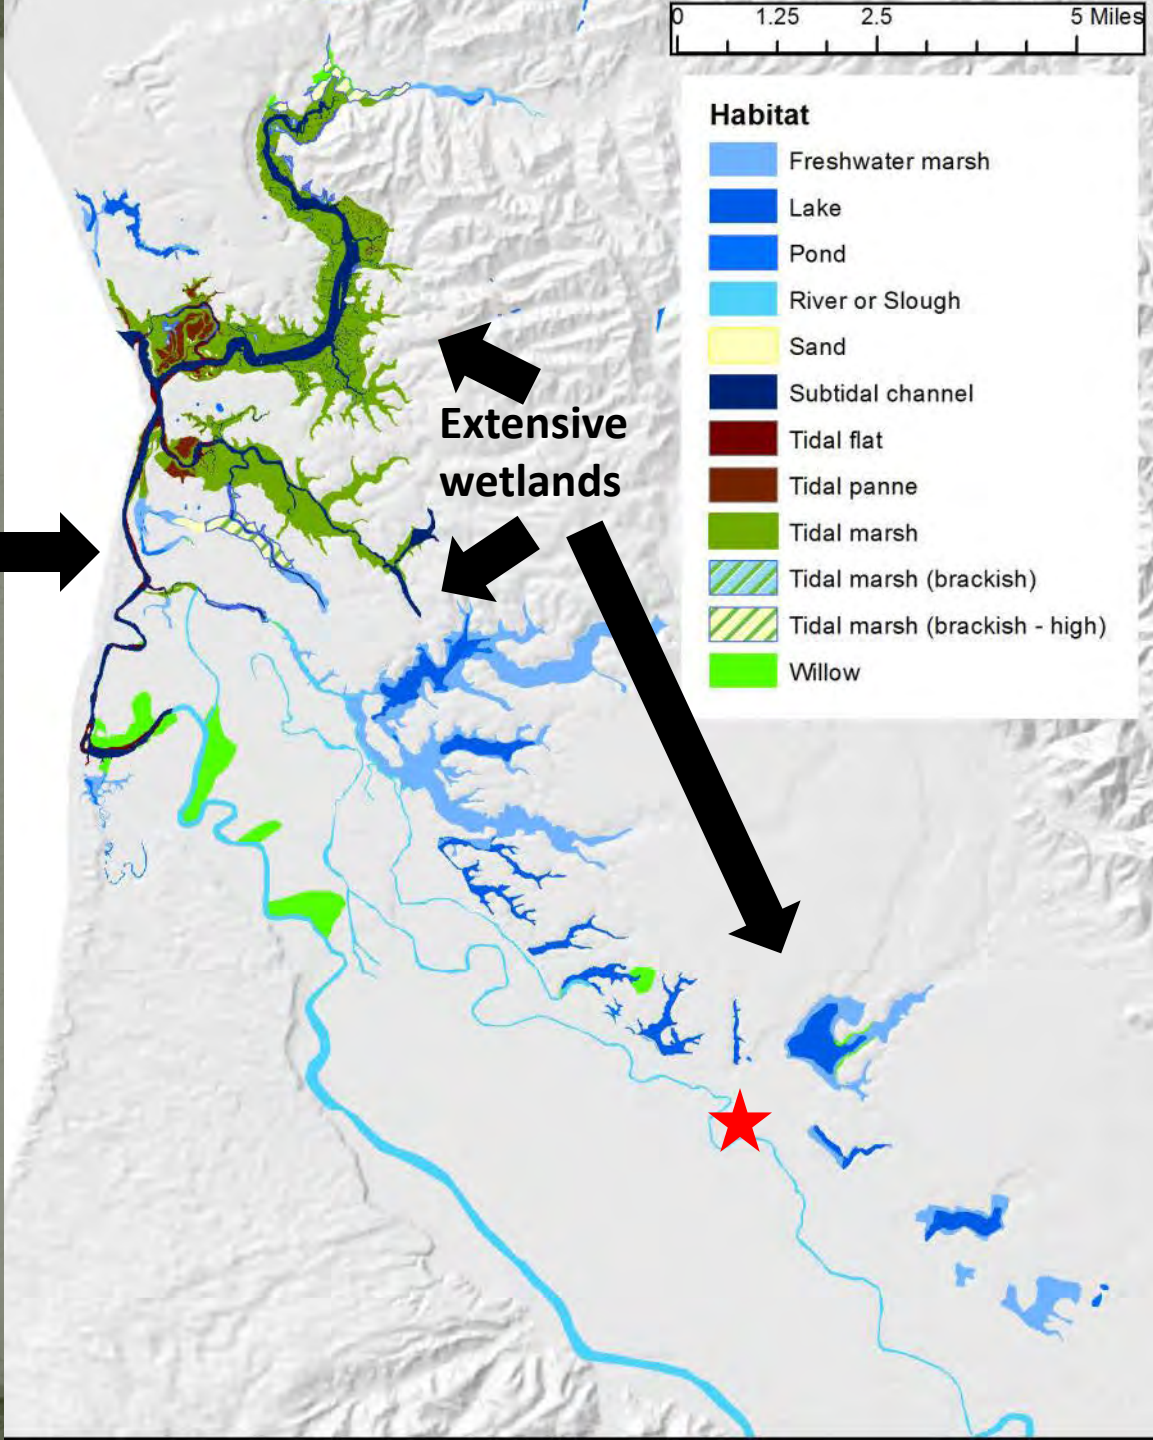 0 1.25 2.5 5 Miles
Habitat
Freshwater marsh
Lake
Pond
River or Slough
Sand
Subtidal channel
Tidal flat
Tidal panne
Tidal marsh
Tidal marsh (brackish)
Tidal marsh (brackish - high)
Willow
Extensive
wetlands